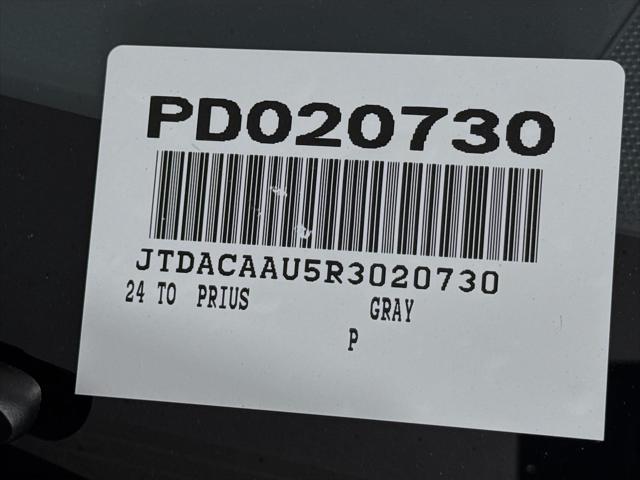 PD020730
JTDACAAU5R3020730
24 TO PRIUS GRAY
P